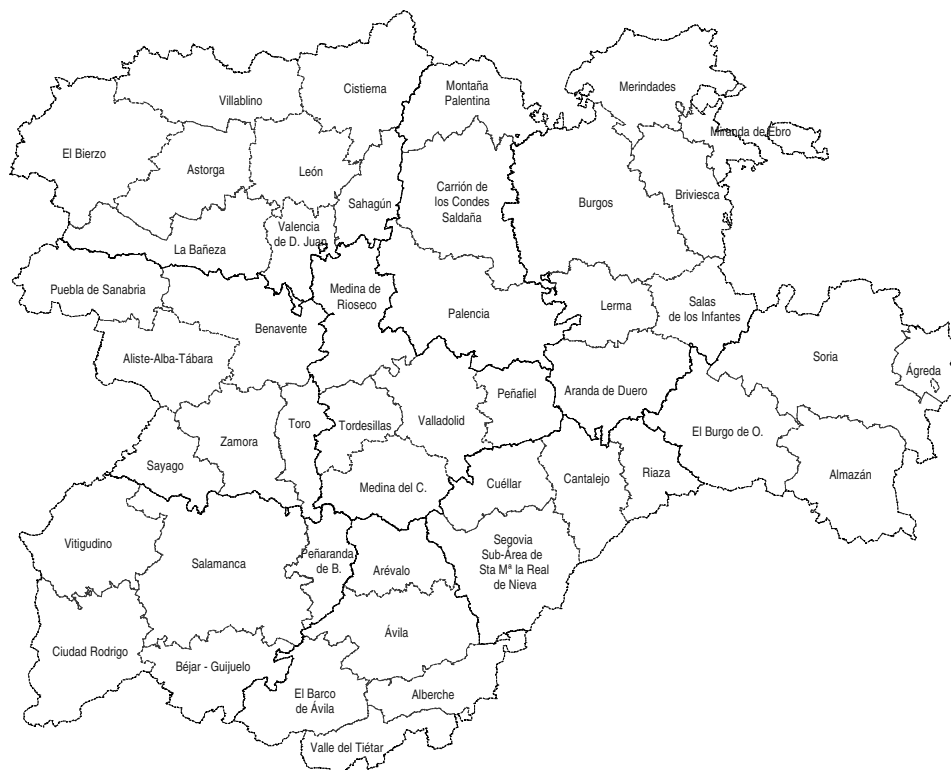 Cistierna
Montaña
Palentina
Merindades
Villablino
Miranda de Ebro
El Bierzo
Astorga
León
Sahagún
Carrión de
los Condes
Saldaña
Burgos
Briviesca
La Bañeza
Valencia
de D. Juan
Puebla de Sanabria
Benavente
Medina de
Rioseco
Palencia
Lerma
Salas
de los Infantes
Soria
Ágreda
Aliste-Alba-Tábara
Aranda de Duero
Peñafiel
Toro
Tordesillas
Valladolid
Zamora
Sayago
El Burgo de O.
Almazán
Medina del C.
Cuéllar
Cantalejo
Riaza
Vitigudino
Salamanca
Peñaranda
de B.
Arévalo
Segovia
Sub-Área de
Sta Mª la Real
de Nieva
Ávila
Ciudad Rodrigo
Béjar - Guijuelo
El Barco
de Ávila
Alberche
Valle del Tiétar